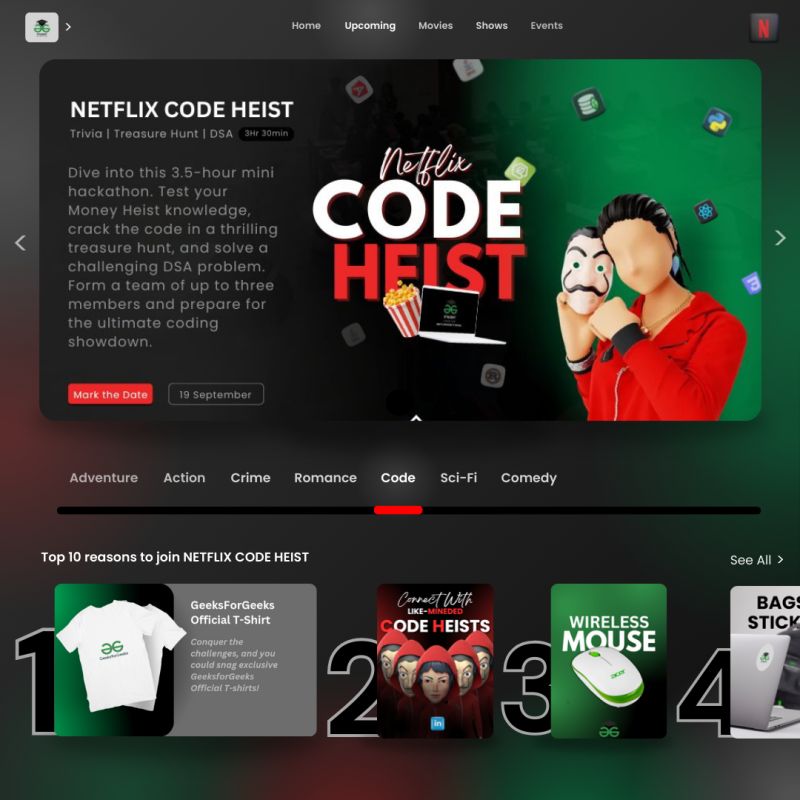 Home Upcoming Movies Shows Events
N
NETFLIX CODE HEIST
Trivia | Treasure Hunt | DSA 3Hr 30min
Dive into this 3.5-hour mini
hackathon. Test your
Money Heist knowledge,
crack the code in a thrilling
treasure hunt, and solve a
challenging DSA problem.
Form a team of up to three
members and prepare for
the ultimate coding
showdown.
Mark the Date 19 September
Netflix
CODE
HEIST
Adventure Action Crime Romance Code Sci-Fi Comedy
Top 10 reasons to join NETFLIX CODE HEIST
See All >
1
GeeksforGeeks
GeeksForGeeks
Official T-Shirt
Conquer the
challenges, and you
could snag exclusive
GeeksforGeeks
Official T-shirts!
2
Connect With
LIKE-MINEDED
CODE HEISTS
in
3
WIRELESS
MOUSE
acer
4
BAGS
STICK